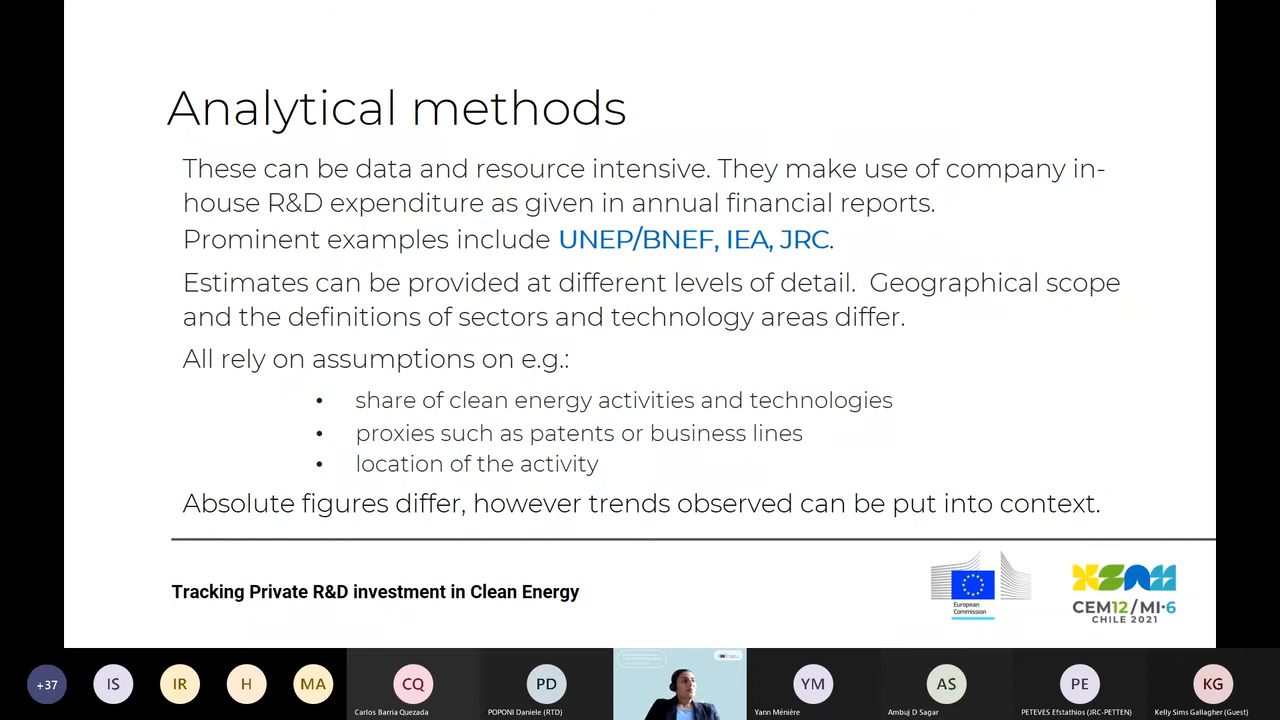 Analytical methods
These can be data and resource intensive. They make use of company in-
house R&D expenditure as given in annual financial reports.
Prominent examples include UNEP/BNEF, IEA, JRC.
Estimates can be provided at different levels of detail.  Geographical scope
and the definitions of sectors and technology areas differ.
All rely on assumptions on e.g.:
• share of clean energy activities and technologies
• proxies such as patents or business lines
• location of the activity
Absolute figures differ, however trends observed can be put into context.
Tracking Private R&D investment in Clean Energy
European
Commission
CEM12/MI·6
CHILE 2021
+37 IS IR H MA CQ PD YM AS PE KG
Carlos Barria Quezada POPONI Daniele (RTD) Yann Ménière Ambuj D Sagar PETEVES Efstathios (JRC-PETTEN) Kelly Sims Gallagher (Guest)